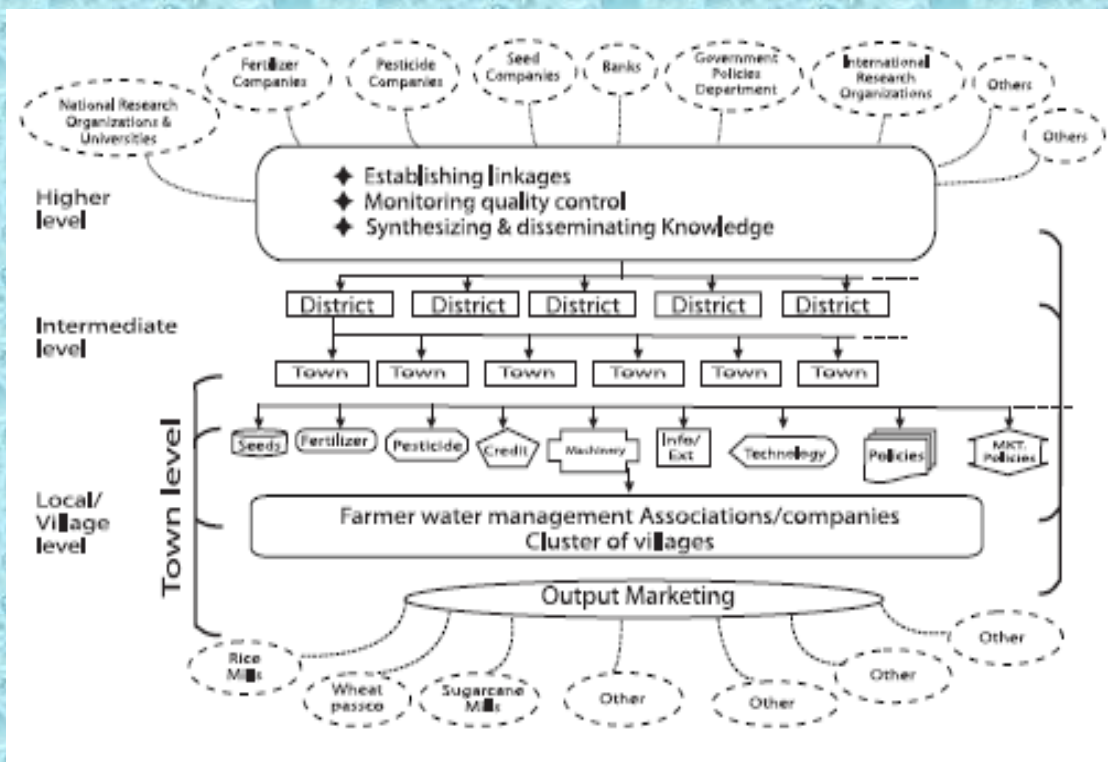 Fertilizer
Companies
Pesticide
Companies
Seed
Companies
Banks
Government
Policies
Department
International
Research
Organizations
Others
Others
National Research
Organizations &
Universities
Higher
level
Establishing linkages
Monitoring quality control
Synthesizing & disseminating Knowledge
Intermediate
level
District
District
District
District
District
Town
Town
Town
Town
Town
Town
Town level
Local/
Village
level
Seeds
Fertilizer
Pesticide
Credit
Machinery
Info/
Ext
Technology
Policies
MKT.
Policies
Farmer water management Associations/companies
Cluster of villages
Output Marketing
Rice
Mills
Wheat
passco
Sugarcane
Mills
Other
Other
Other
Other